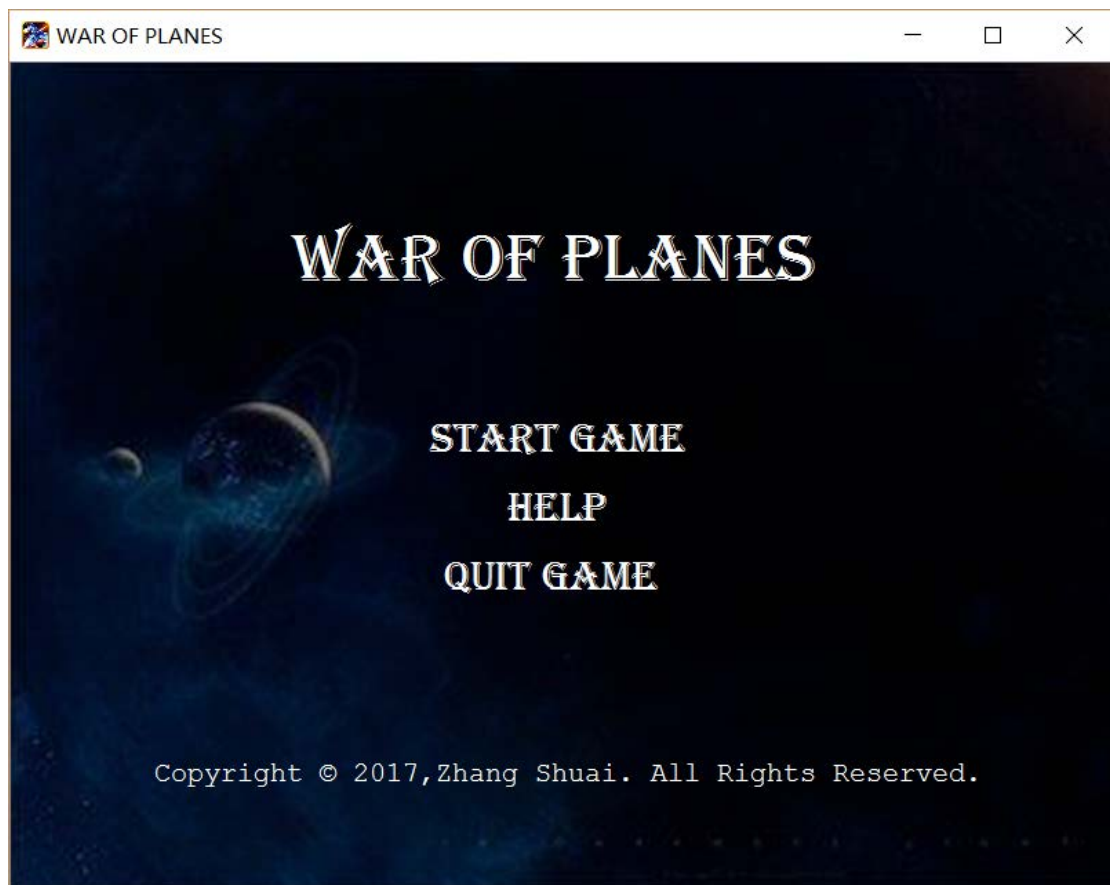 WAR OF PLANES
WAR OF PLANES
START GAME
HELP
QUIT GAME
Copyright © 2017,Zhang Shuai. All Rights Reserved.